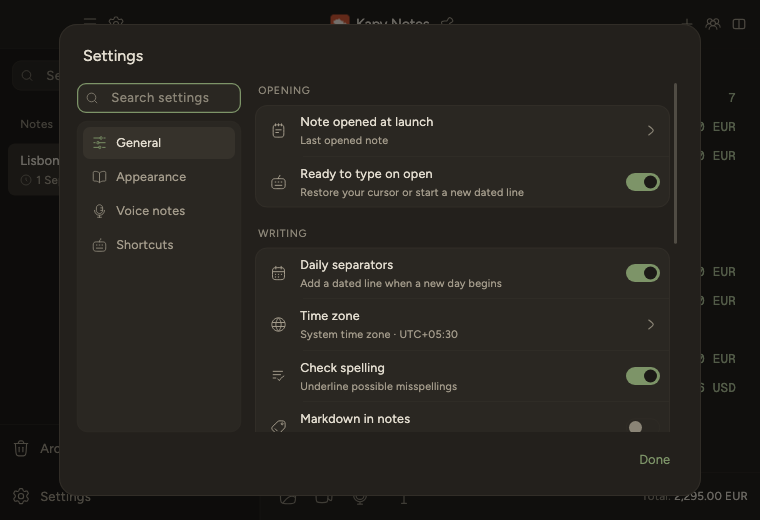 Kapy Notes
Settings
Search settings
General
Appearance
Voice notes
Shortcuts
OPENING
Note opened at launch
Last opened note
Ready to type on open
Restore your cursor or start a new dated line
WRITING
Daily separators
Add a dated line when a new day begins
Time zone
System time zone · UTC+05:30
Check spelling
Underline possible misspellings
Markdown in notes
Done
Notes
7
EUR
EUR
EUR
EUR
EUR
USD
Settings
Total: 2,295.00 EUR